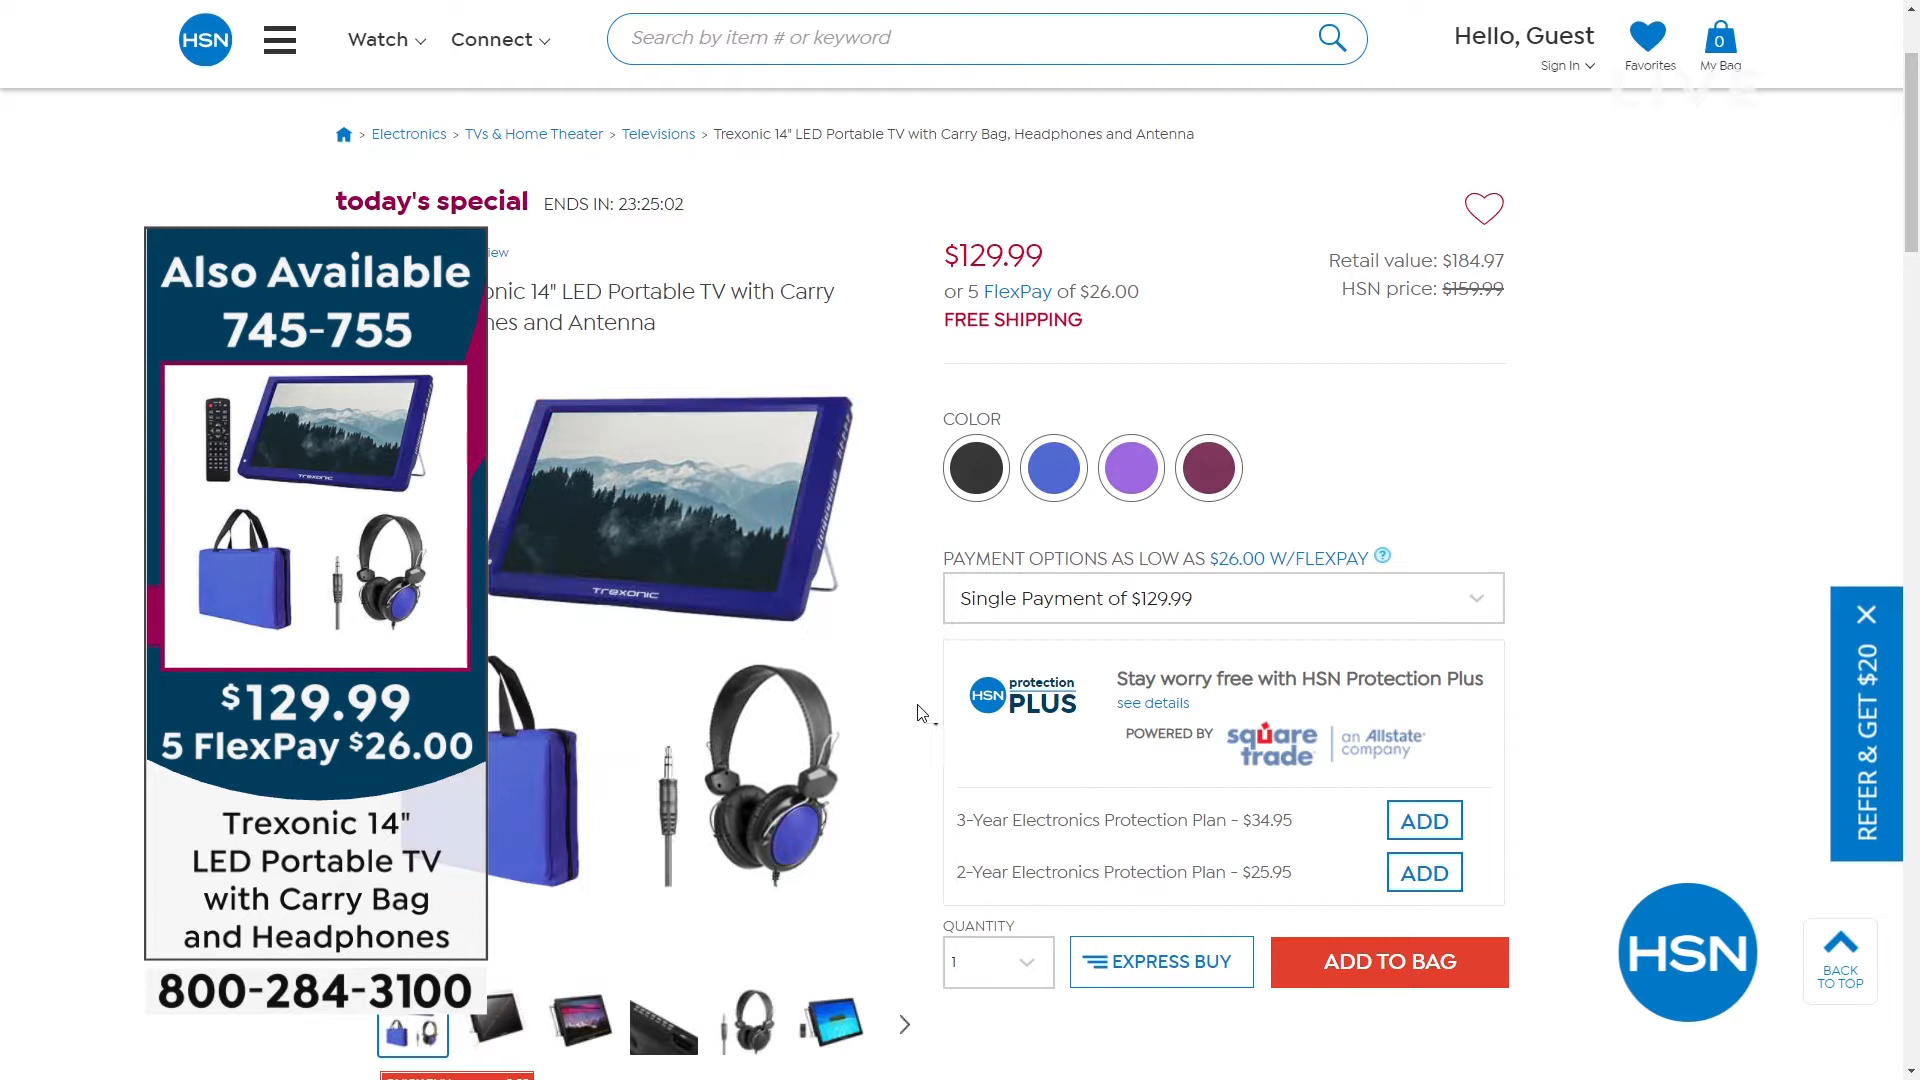 HSN
Watch
Connect
Search by item # or keyword
Hello, Guest
Sign In
Favorites
0
My Bag
LIVE
> Electronics > TVs & Home Theater > Televisions > Trexonic 14" LED Portable TV with Carry Bag, Headphones and Antenna
today's special ENDS IN: 23:25:02
Also Available
745-755
Trexonic
$129.99
5 FlexPay $26.00
Trexonic 14"
LED Portable TV
with Carry Bag
and Headphones
800-284-3100
onic 14" LED Portable TV with Carry
nes and Antenna
Trexonic
$129.99
or 5 FlexPay of $26.00
FREE SHIPPING
Retail value: $184.97
HSN price: $159.99
COLOR
PAYMENT OPTIONS AS LOW AS $26.00 W/FLEXPAY ?
Single Payment of $129.99
HSN protection PLUS
Stay worry free with HSN Protection Plus
see details
POWERED BY square trade | an Allstate company
3-Year Electronics Protection Plan - $34.95 ADD
2-Year Electronics Protection Plan - $25.95 ADD
QUANTITY
1
EXPRESS BUY
ADD TO BAG
REFER & GET $20
HSN
BACK
TO TOP